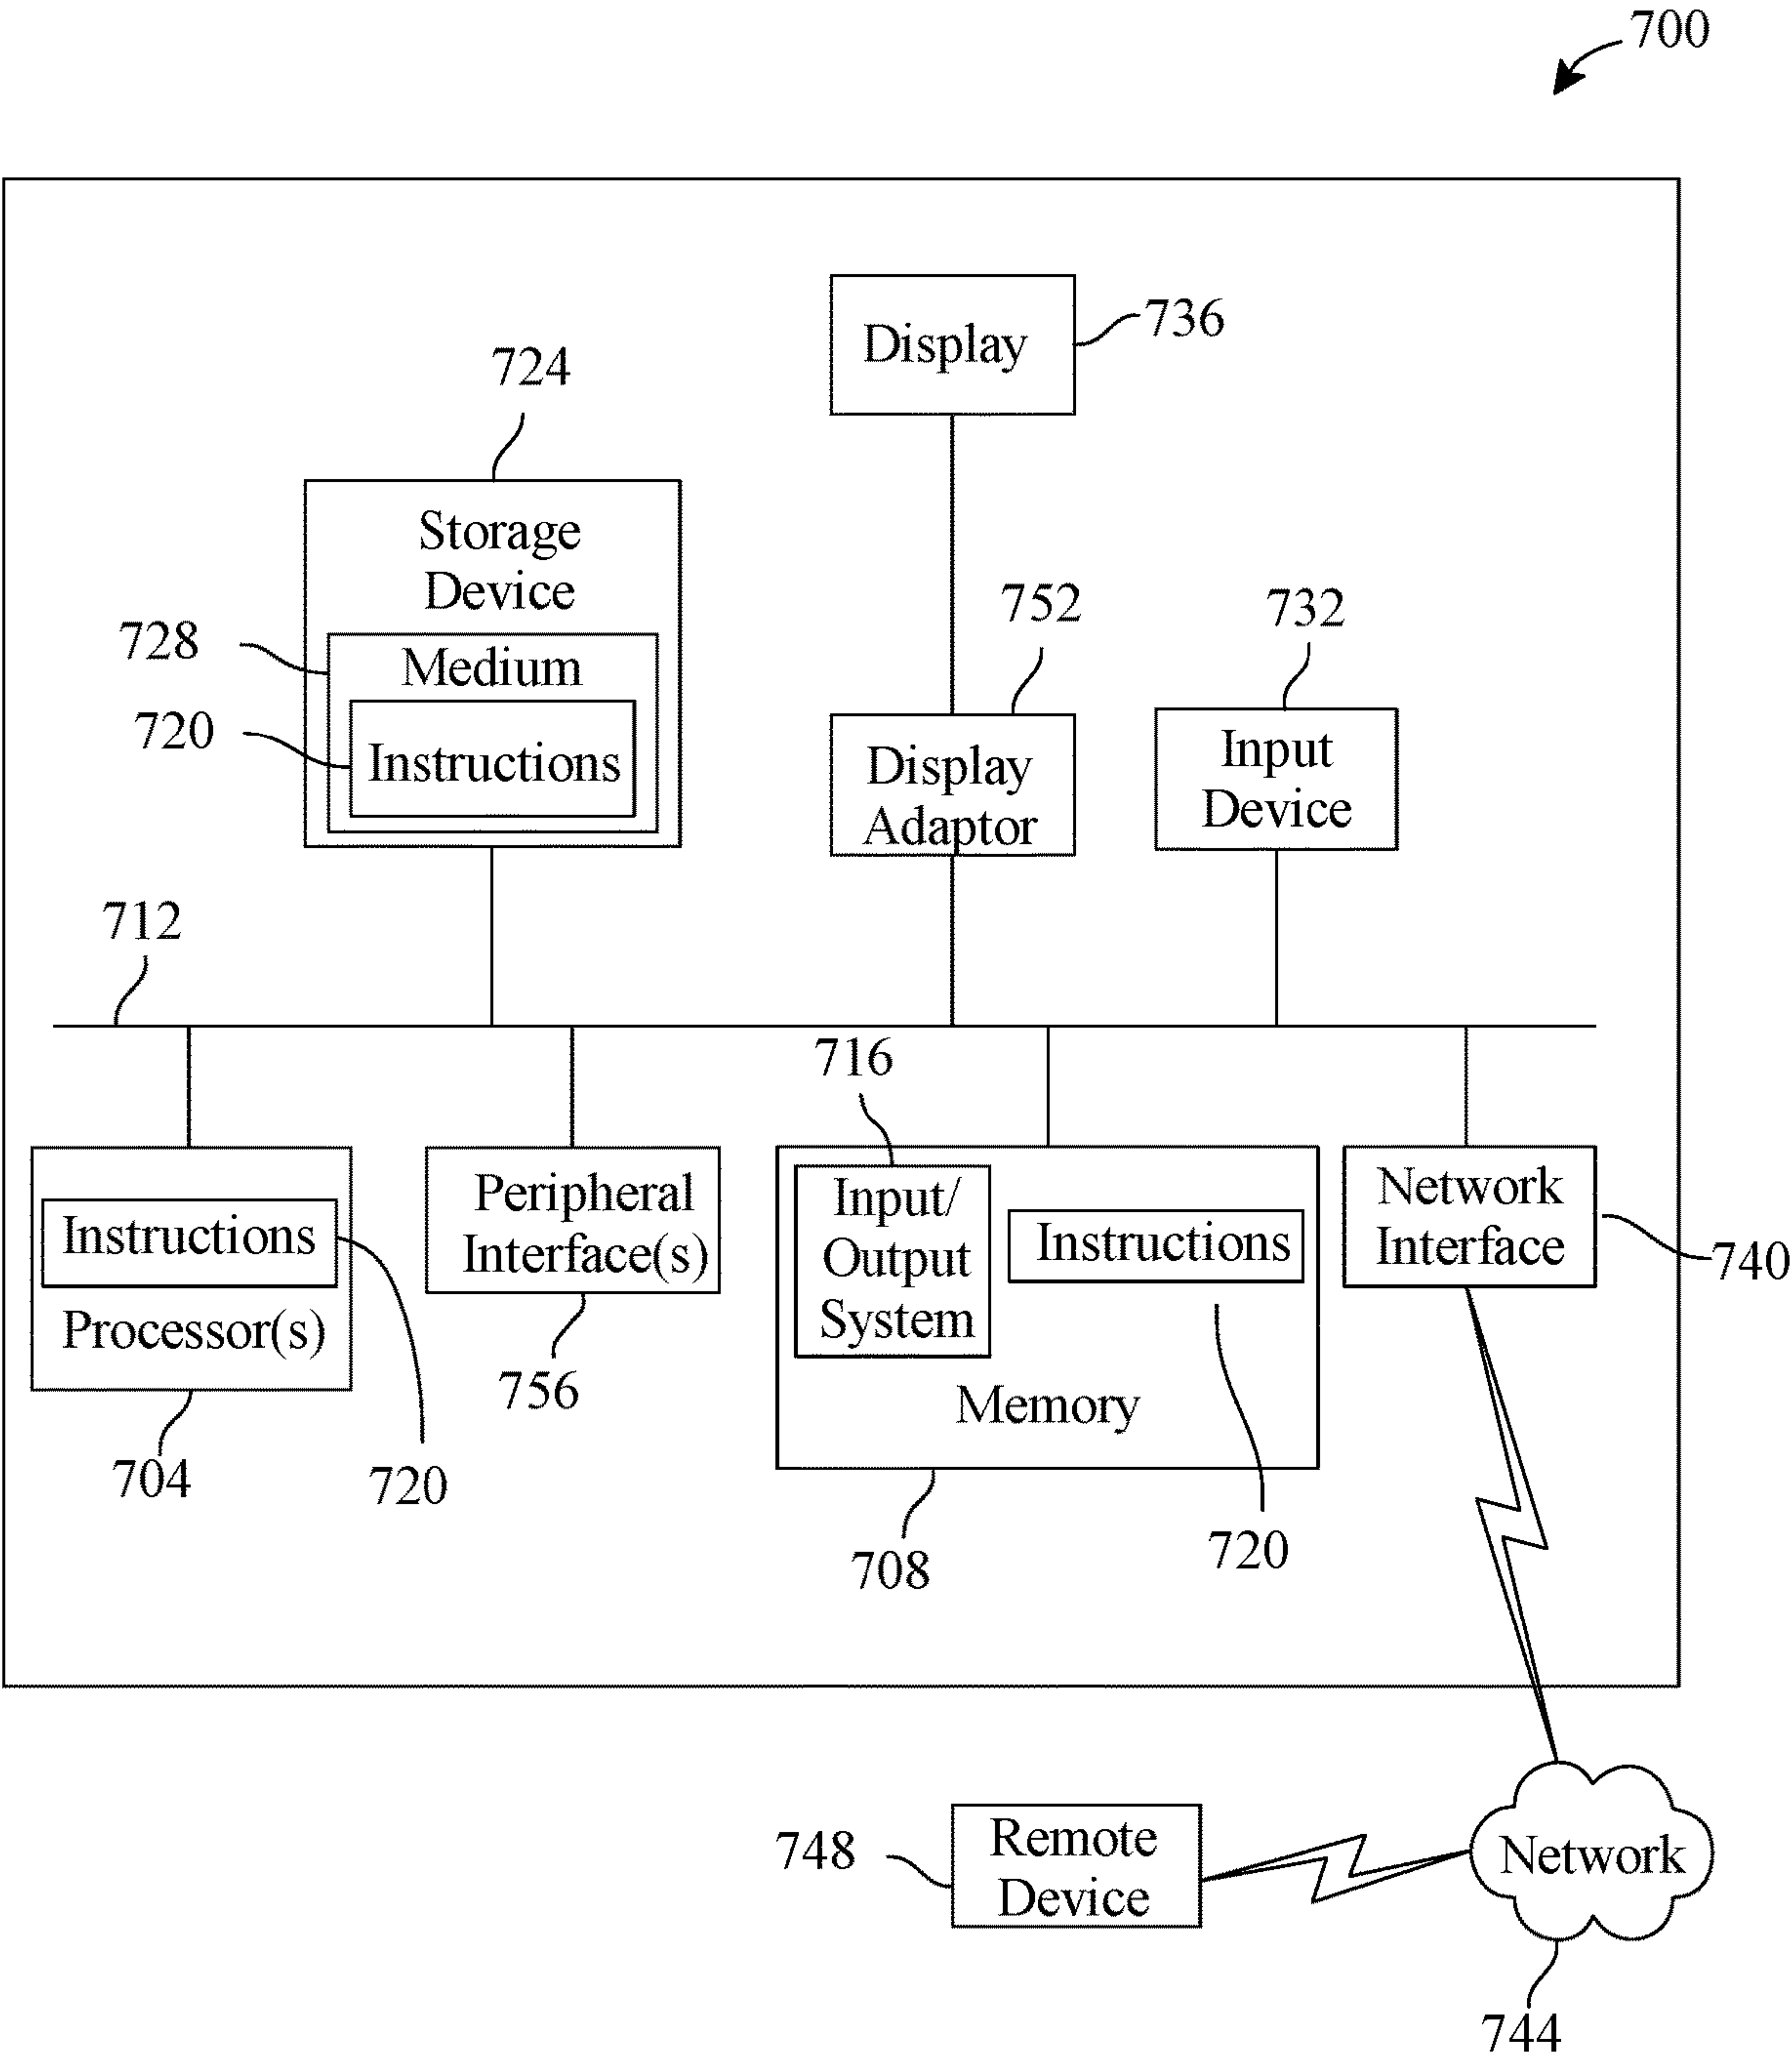 700
Display
736
724
Storage
Device
728
Medium
720
Instructions
752
Display
Adaptor
732
Input
Device
712
716
Instructions
Processor(s)
704
720
Peripheral
Interface(s)
756
Input/
Output
System
Instructions
Memory
708
720
Network
Interface
740
748
Remote
Device
Network
744